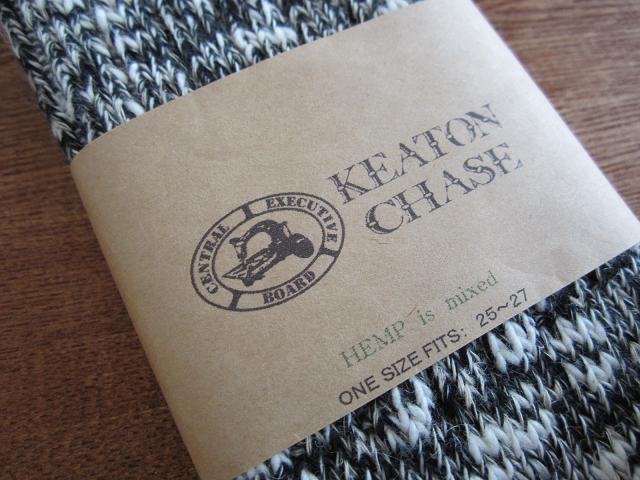 KEATON
CHASE
CENTRAL EXECUTIVE
BOARD
HEMP is mixed
ONE SIZE FITS: 25~27